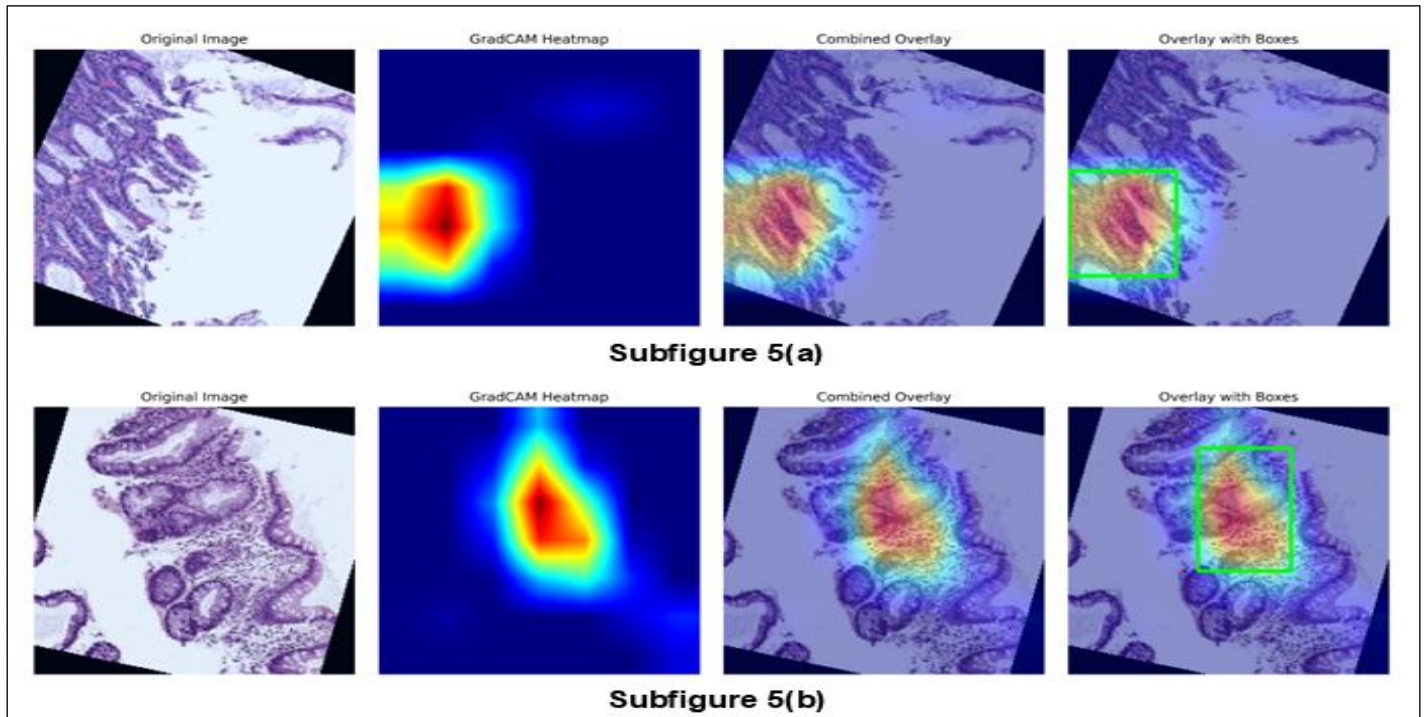 Original Image GradCAM Heatmap Combined Overlay Overlay with Boxes
Subfigure 5(a)
Original Image GradCAM Heatmap Combined Overlay Overlay with Boxes
Subfigure 5(b)